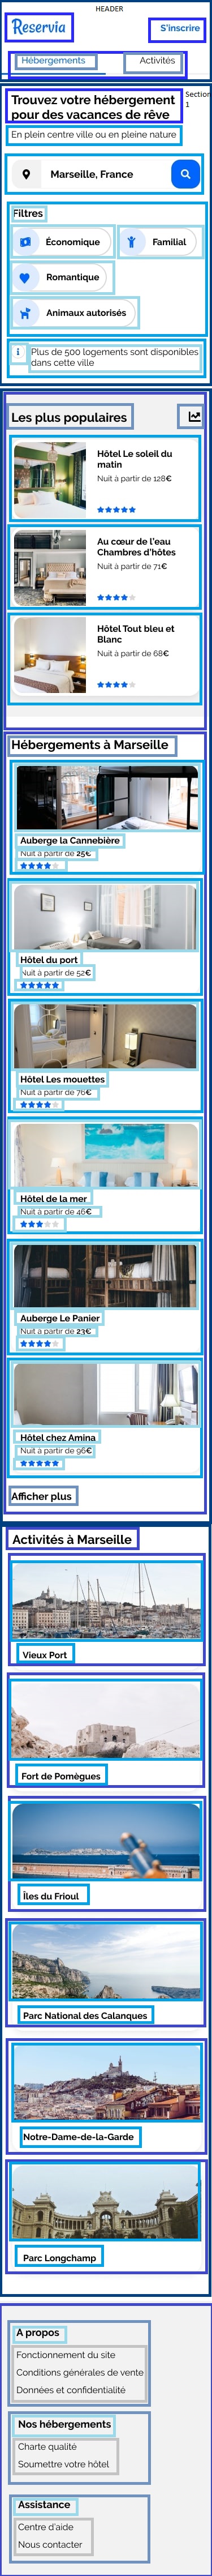 HEADER
Reservia
S'inscrire
Hébergements
Activités
Section 1
Trouvez votre hébergement
pour des vacances de rêve
En plein centre ville ou en pleine nature
Marseille, France
Filtres
Économique
Familial
Romantique
Animaux autorisés
Plus de 500 logements sont disponibles
dans cette ville
Les plus populaires
Hôtel Le soleil du
matin
Nuit à partir de 128€
Au cœur de l'eau
Chambres d'hôtes
Nuit à partir de 71€
Hôtel Tout bleu et
Blanc
Nuit à partir de 68€
Hébergements à Marseille
Auberge la Cannebière
Nuit à partir de 25€
Hôtel du port
Nuit à partir de 52€
Hôtel Les mouettes
Nuit à partir de 76€
Hôtel de la mer
Nuit à partir de 46€
Auberge Le Panier
Nuit à partir de 23€
Hôtel chez Amina
Nuit à partir de 96€
Afficher plus
Activités à Marseille
Vieux Port
Fort de Pomègues
Îles du Frioul
Parc National des Calanques
Notre-Dame-de-la-Garde
Parc Longchamp
A propos
Fonctionnement du site
Conditions générales de vente
Données et confidentialité
Nos hébergements
Charte qualité
Soumettre votre hôtel
Assistance
Centre d'aide
Nous contacter